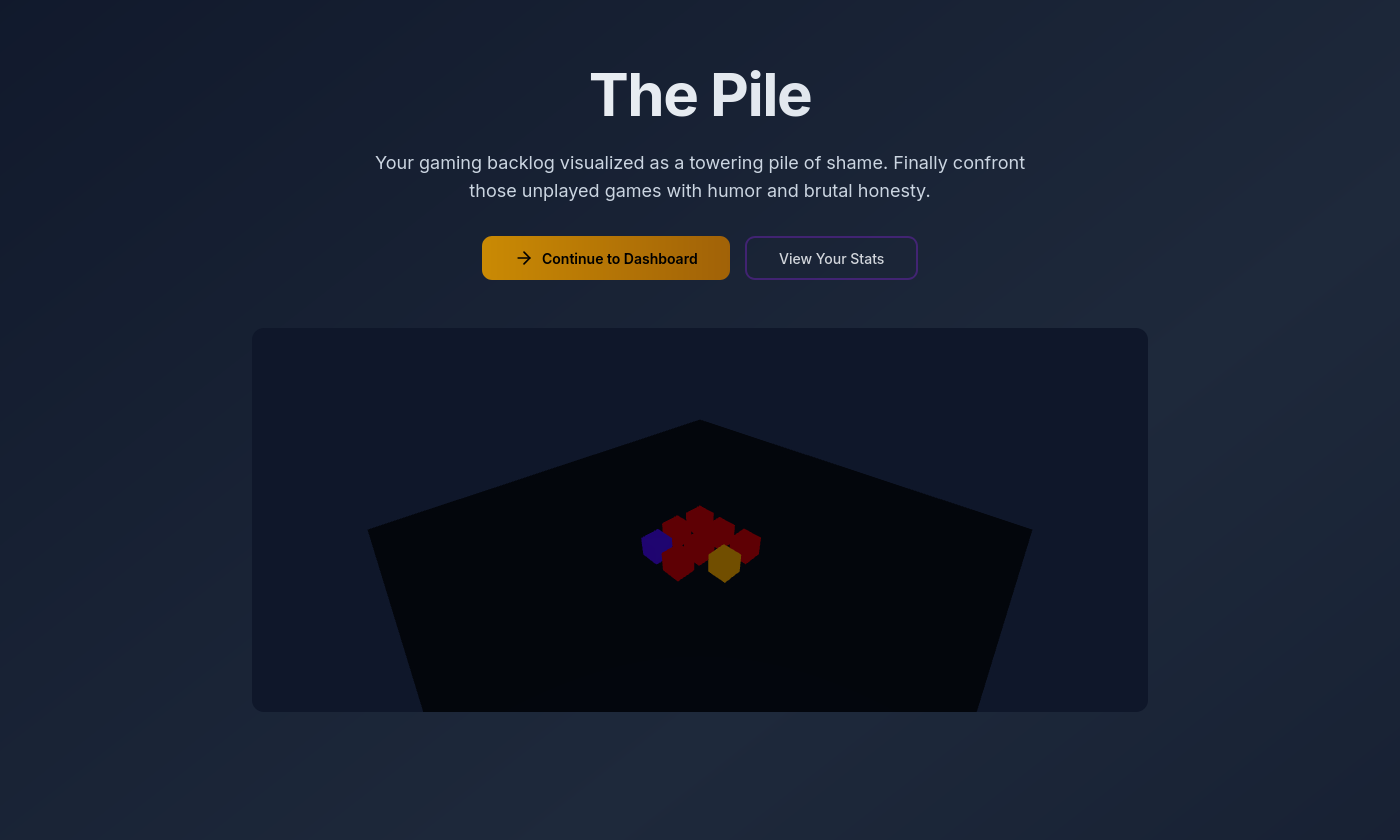 The Pile
Your gaming backlog visualized as a towering pile of shame. Finally confront
those unplayed games with humor and brutal honesty.
Continue to Dashboard
View Your Stats